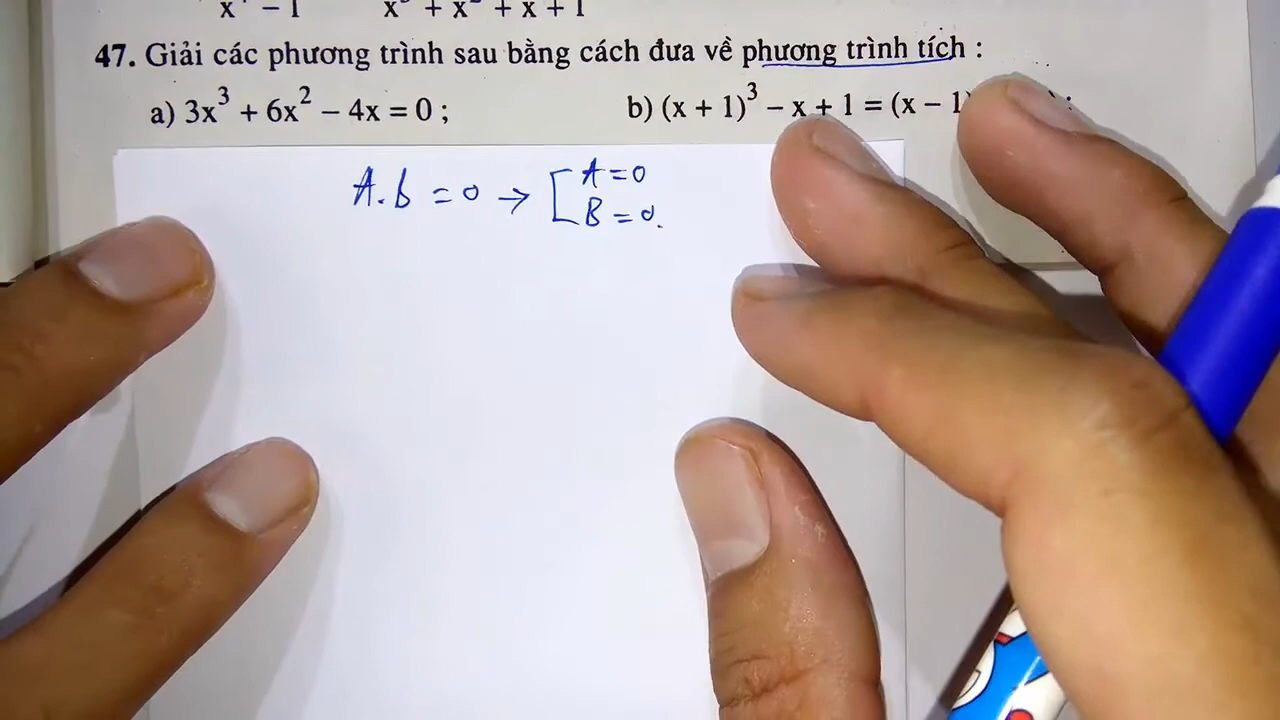 47. Giải các phương trình sau bằng cách đưa về phương trình tích :
a) 3x³ + 6x² – 4x = 0 ; b) (x + 1)³ – x + 1 = (x – 1)
A.b = 0 → [ A = 0
B = 0.